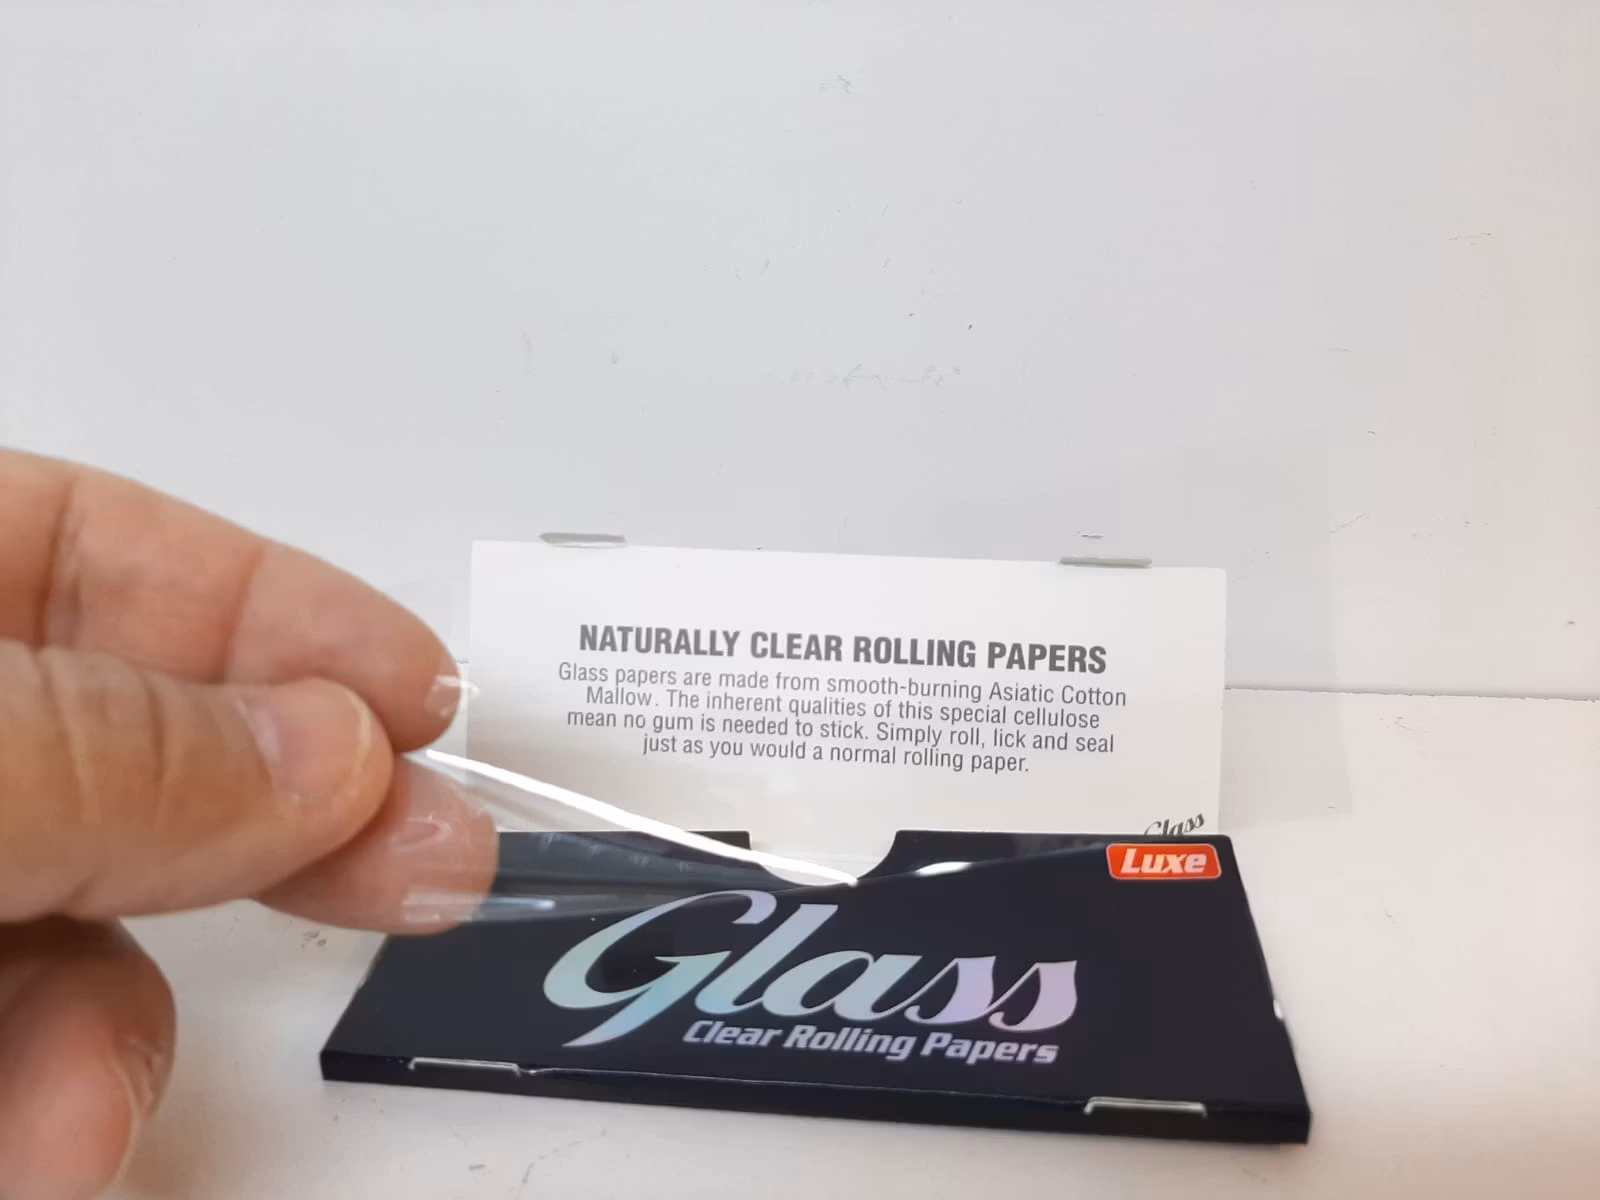 NATURALLY CLEAR ROLLING PAPERS
Glass papers are made from smooth-burning Asiatic Cotton
Mallow. The inherent qualities of this special cellulose
mean no gum is needed to stick. Simply roll, lick and seal
just as you would a normal rolling paper.
Glass
Luxe
Glass
Clear Rolling Papers